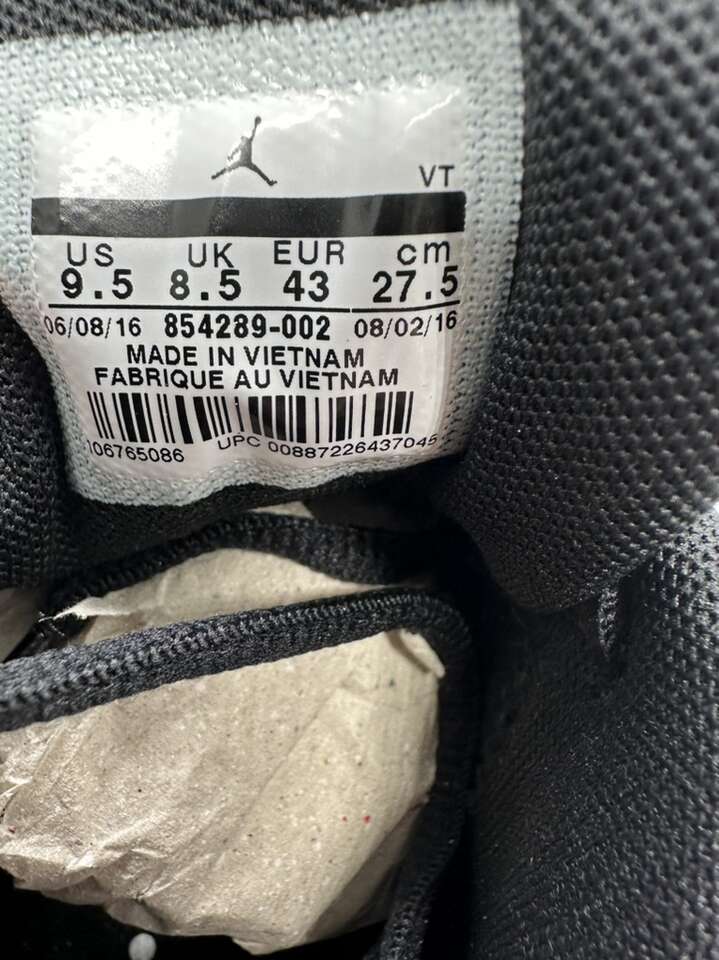 VT
US UK EUR cm
9.5 8.5 43 27.5
06/08/16 854289-002 08/02/16
MADE IN VIETNAM
FABRIQUE AU VIETNAM
106765086 UPC 00887226437045